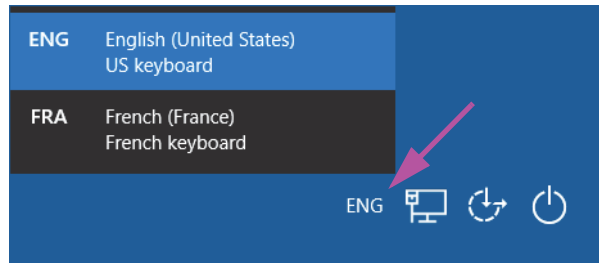 ENG English (United States)
US keyboard
FRA French (France)
French keyboard
ENG